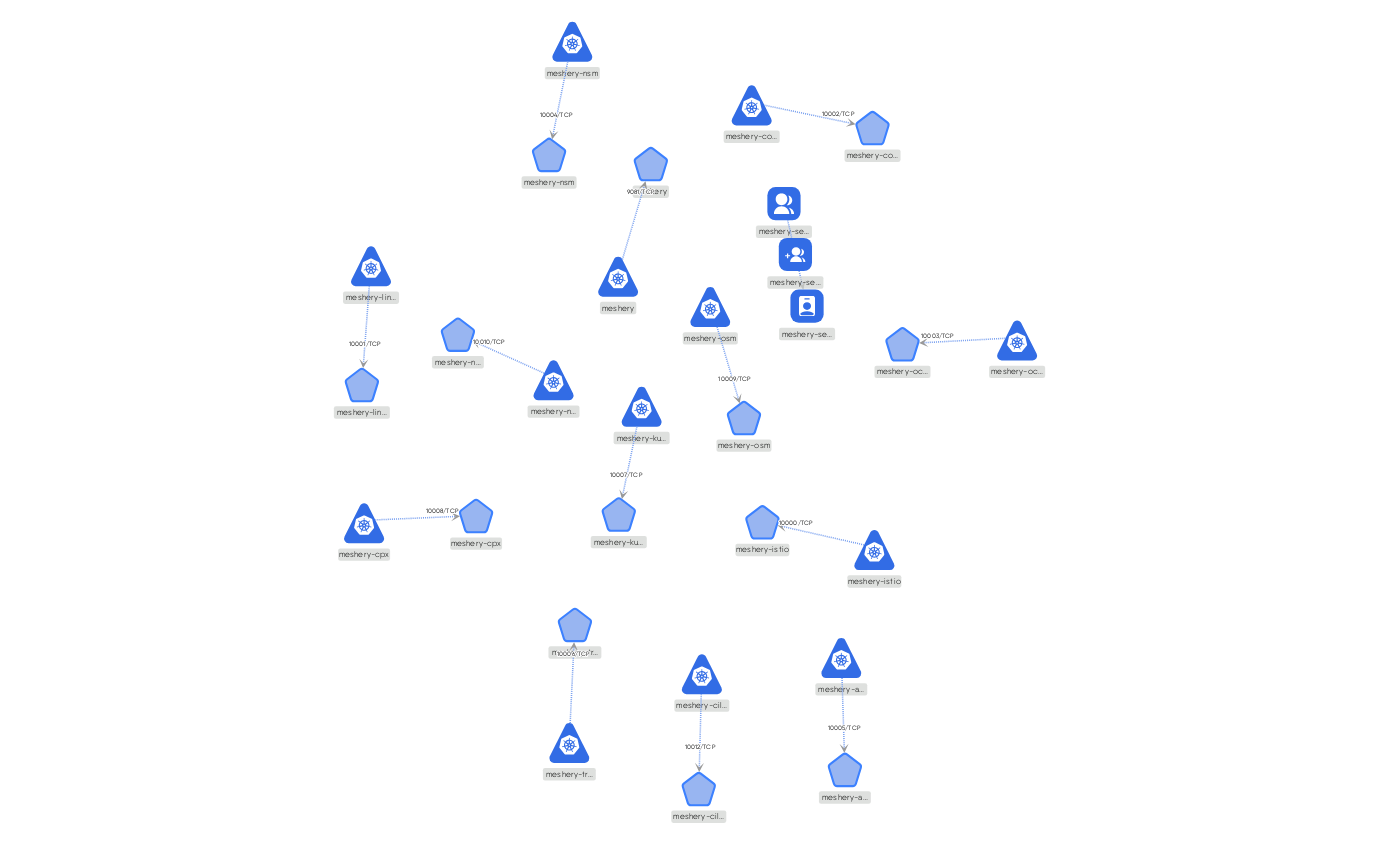 meshery-nsm
10004/TCP
meshery-nsm
meshery-co...
10002/TCP
meshery-co...
9081/TCP
meshery
meshery-se...
meshery-se...
meshery-se...
meshery-lin...
10001/TCP
meshery-lin...
meshery-n...
10010/TCP
meshery-n...
meshery-osm
10009/TCP
meshery-osm
meshery-oc...
10003/TCP
meshery-oc...
meshery-ku...
10007/TCP
meshery-ku...
meshery-cpx
10008/TCP
meshery-cpx
meshery-istio
10000/TCP
meshery-istio
meshery-tr...
meshery-cil...
10012/TCP
meshery-cil...
meshery-a...
10005/TCP
meshery-a...